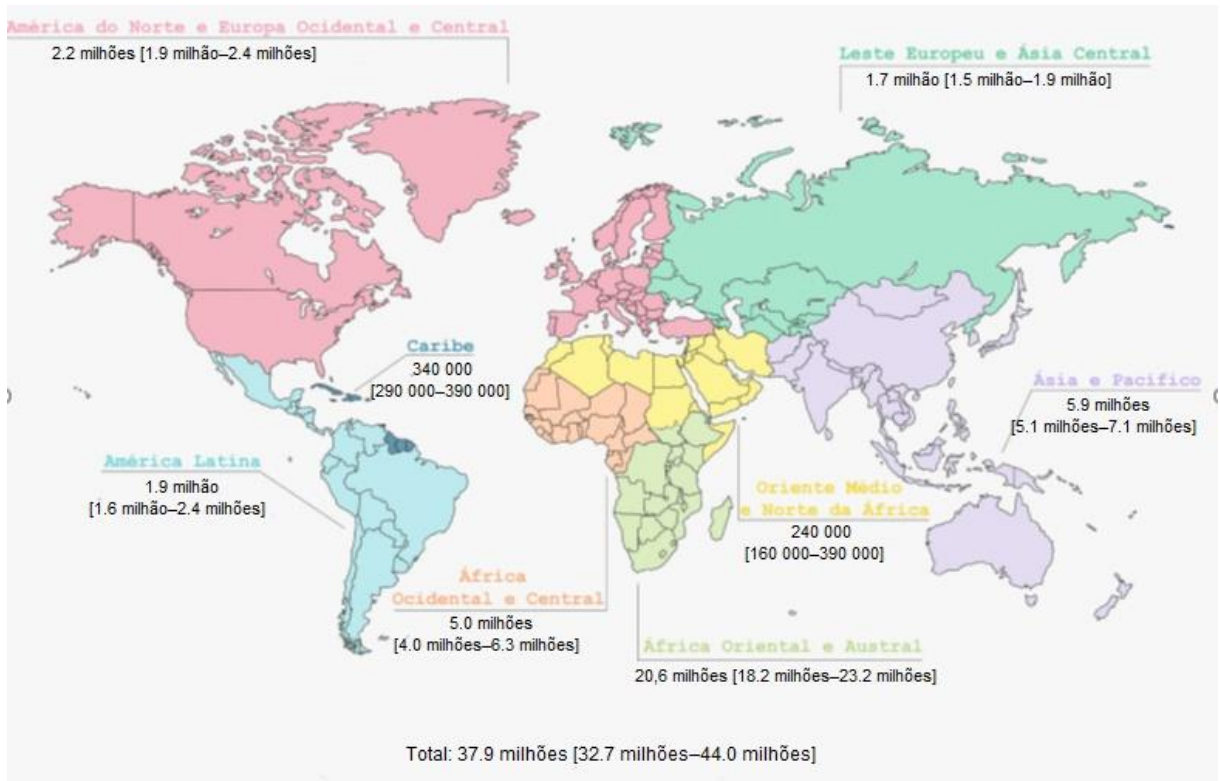 América do Norte e Europa Ocidental e Central
2.2 milhões [1.9 milhão–2.4 milhões]
Leste Europeu e Ásia Central
1.7 milhão [1.5 milhão–1.9 milhão]
Caribe
340 000
[290 000–390 000]
Ásia e Pacífico
5.9 milhões
[5.1 milhões–7.1 milhões]
América Latina
1.9 milhão
[1.6 milhão–2.4 milhões]
Oriente Médio
e Norte da África
240 000
[160 000–390 000]
África
Ocidental e Central
5.0 milhões
[4.0 milhões–6.3 milhões]
África Oriental e Austral
20,6 milhões [18.2 milhões–23.2 milhões]
Total: 37.9 milhões [32.7 milhões–44.0 milhões]